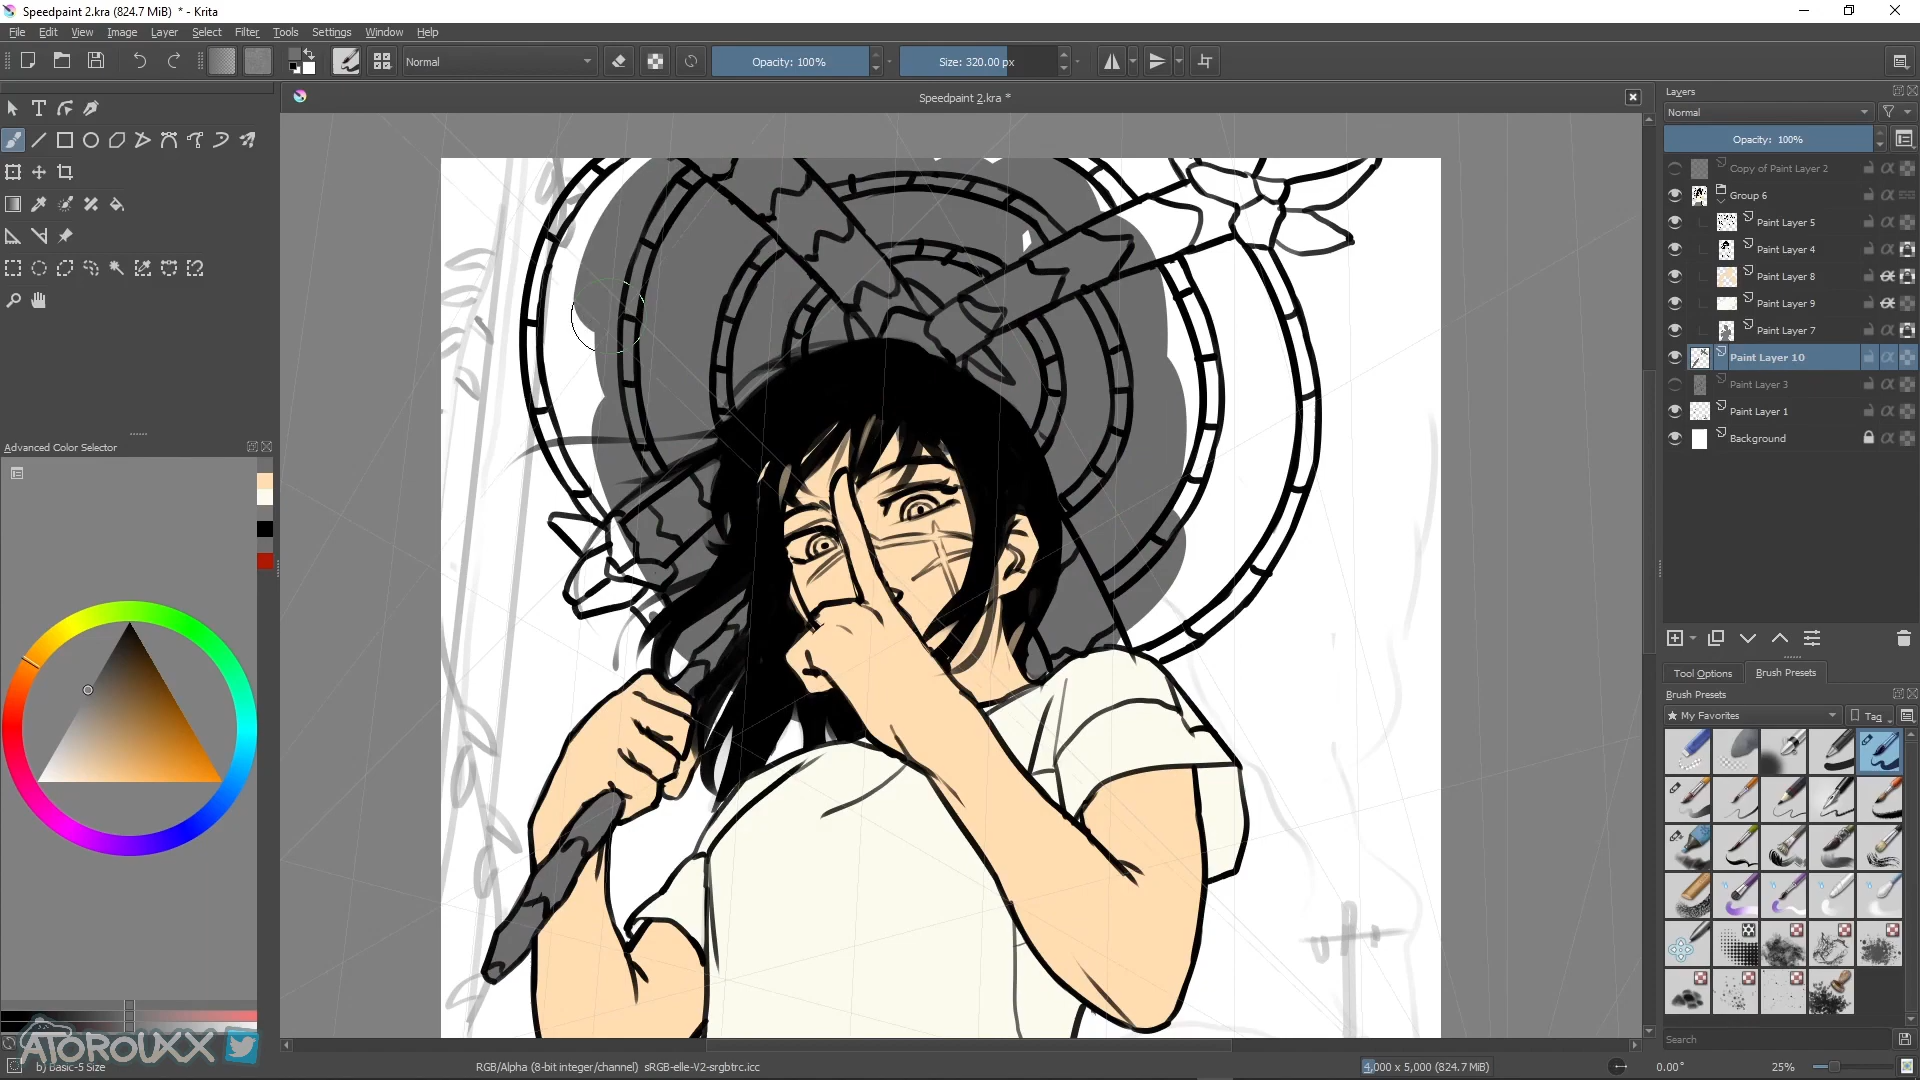 Speedpaint 2.kra (824.7 MiB) * - Krita
File Edit View Image Layer Select Filter Tools Settings Window Help
Normal
Opacity: 100%
Size: 320.00 px
Speedpaint 2.kra *
Layers
Normal
Opacity: 100%
Copy of Paint Layer 2
Group 6
Paint Layer 5
Paint Layer 4
Paint Layer 8
Paint Layer 9
Paint Layer 7
Paint Layer 10
Paint Layer 3
Paint Layer 1
Background
Advanced Color Selector
Tool Options Brush Presets
Brush Presets
★ My Favorites Tag
Search
ATOROUXX
b) Basic-5 Size
RGB/Alpha (8-bit integer/channel) sRGB-elle-V2-srgbtrc.icc
4,000 x 5,000 (824.7 MiB)
0.00°
25%